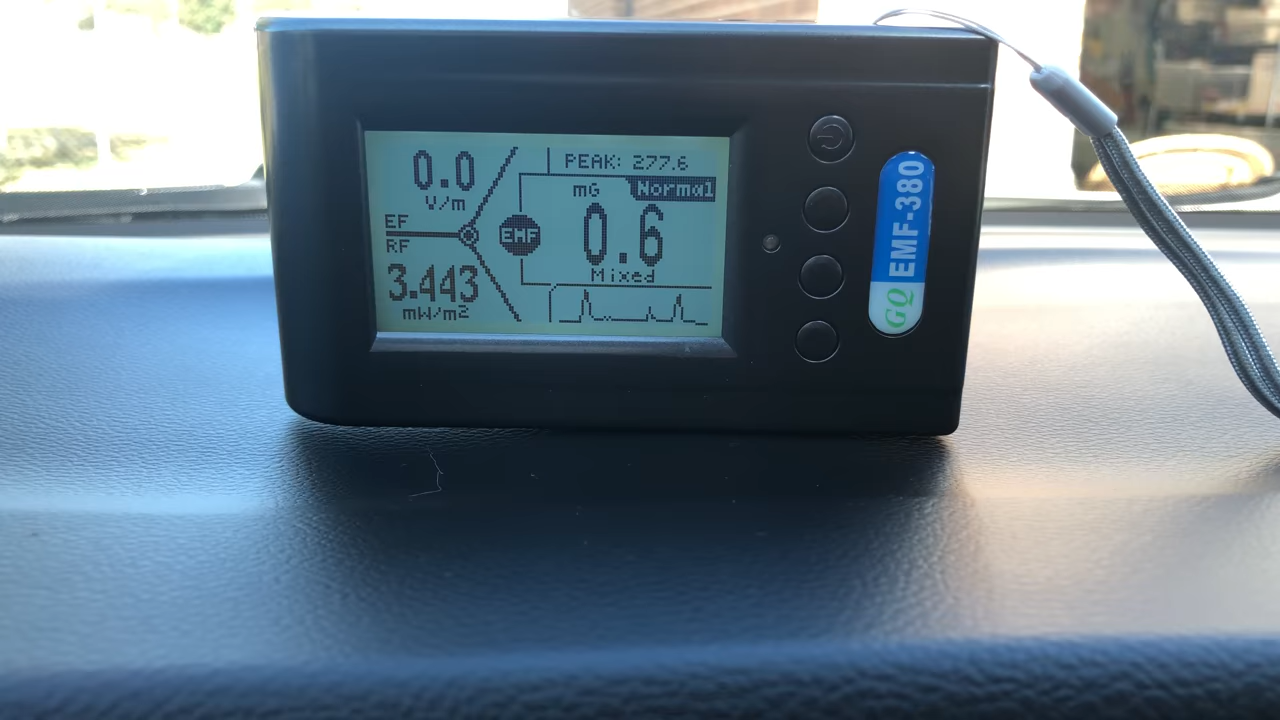 0.0
V/m
EF
RF
3.443
mW/m²
EMF
PEAK: 277.6
mG
Normal
0.6
Mixed
GQ EMF-380